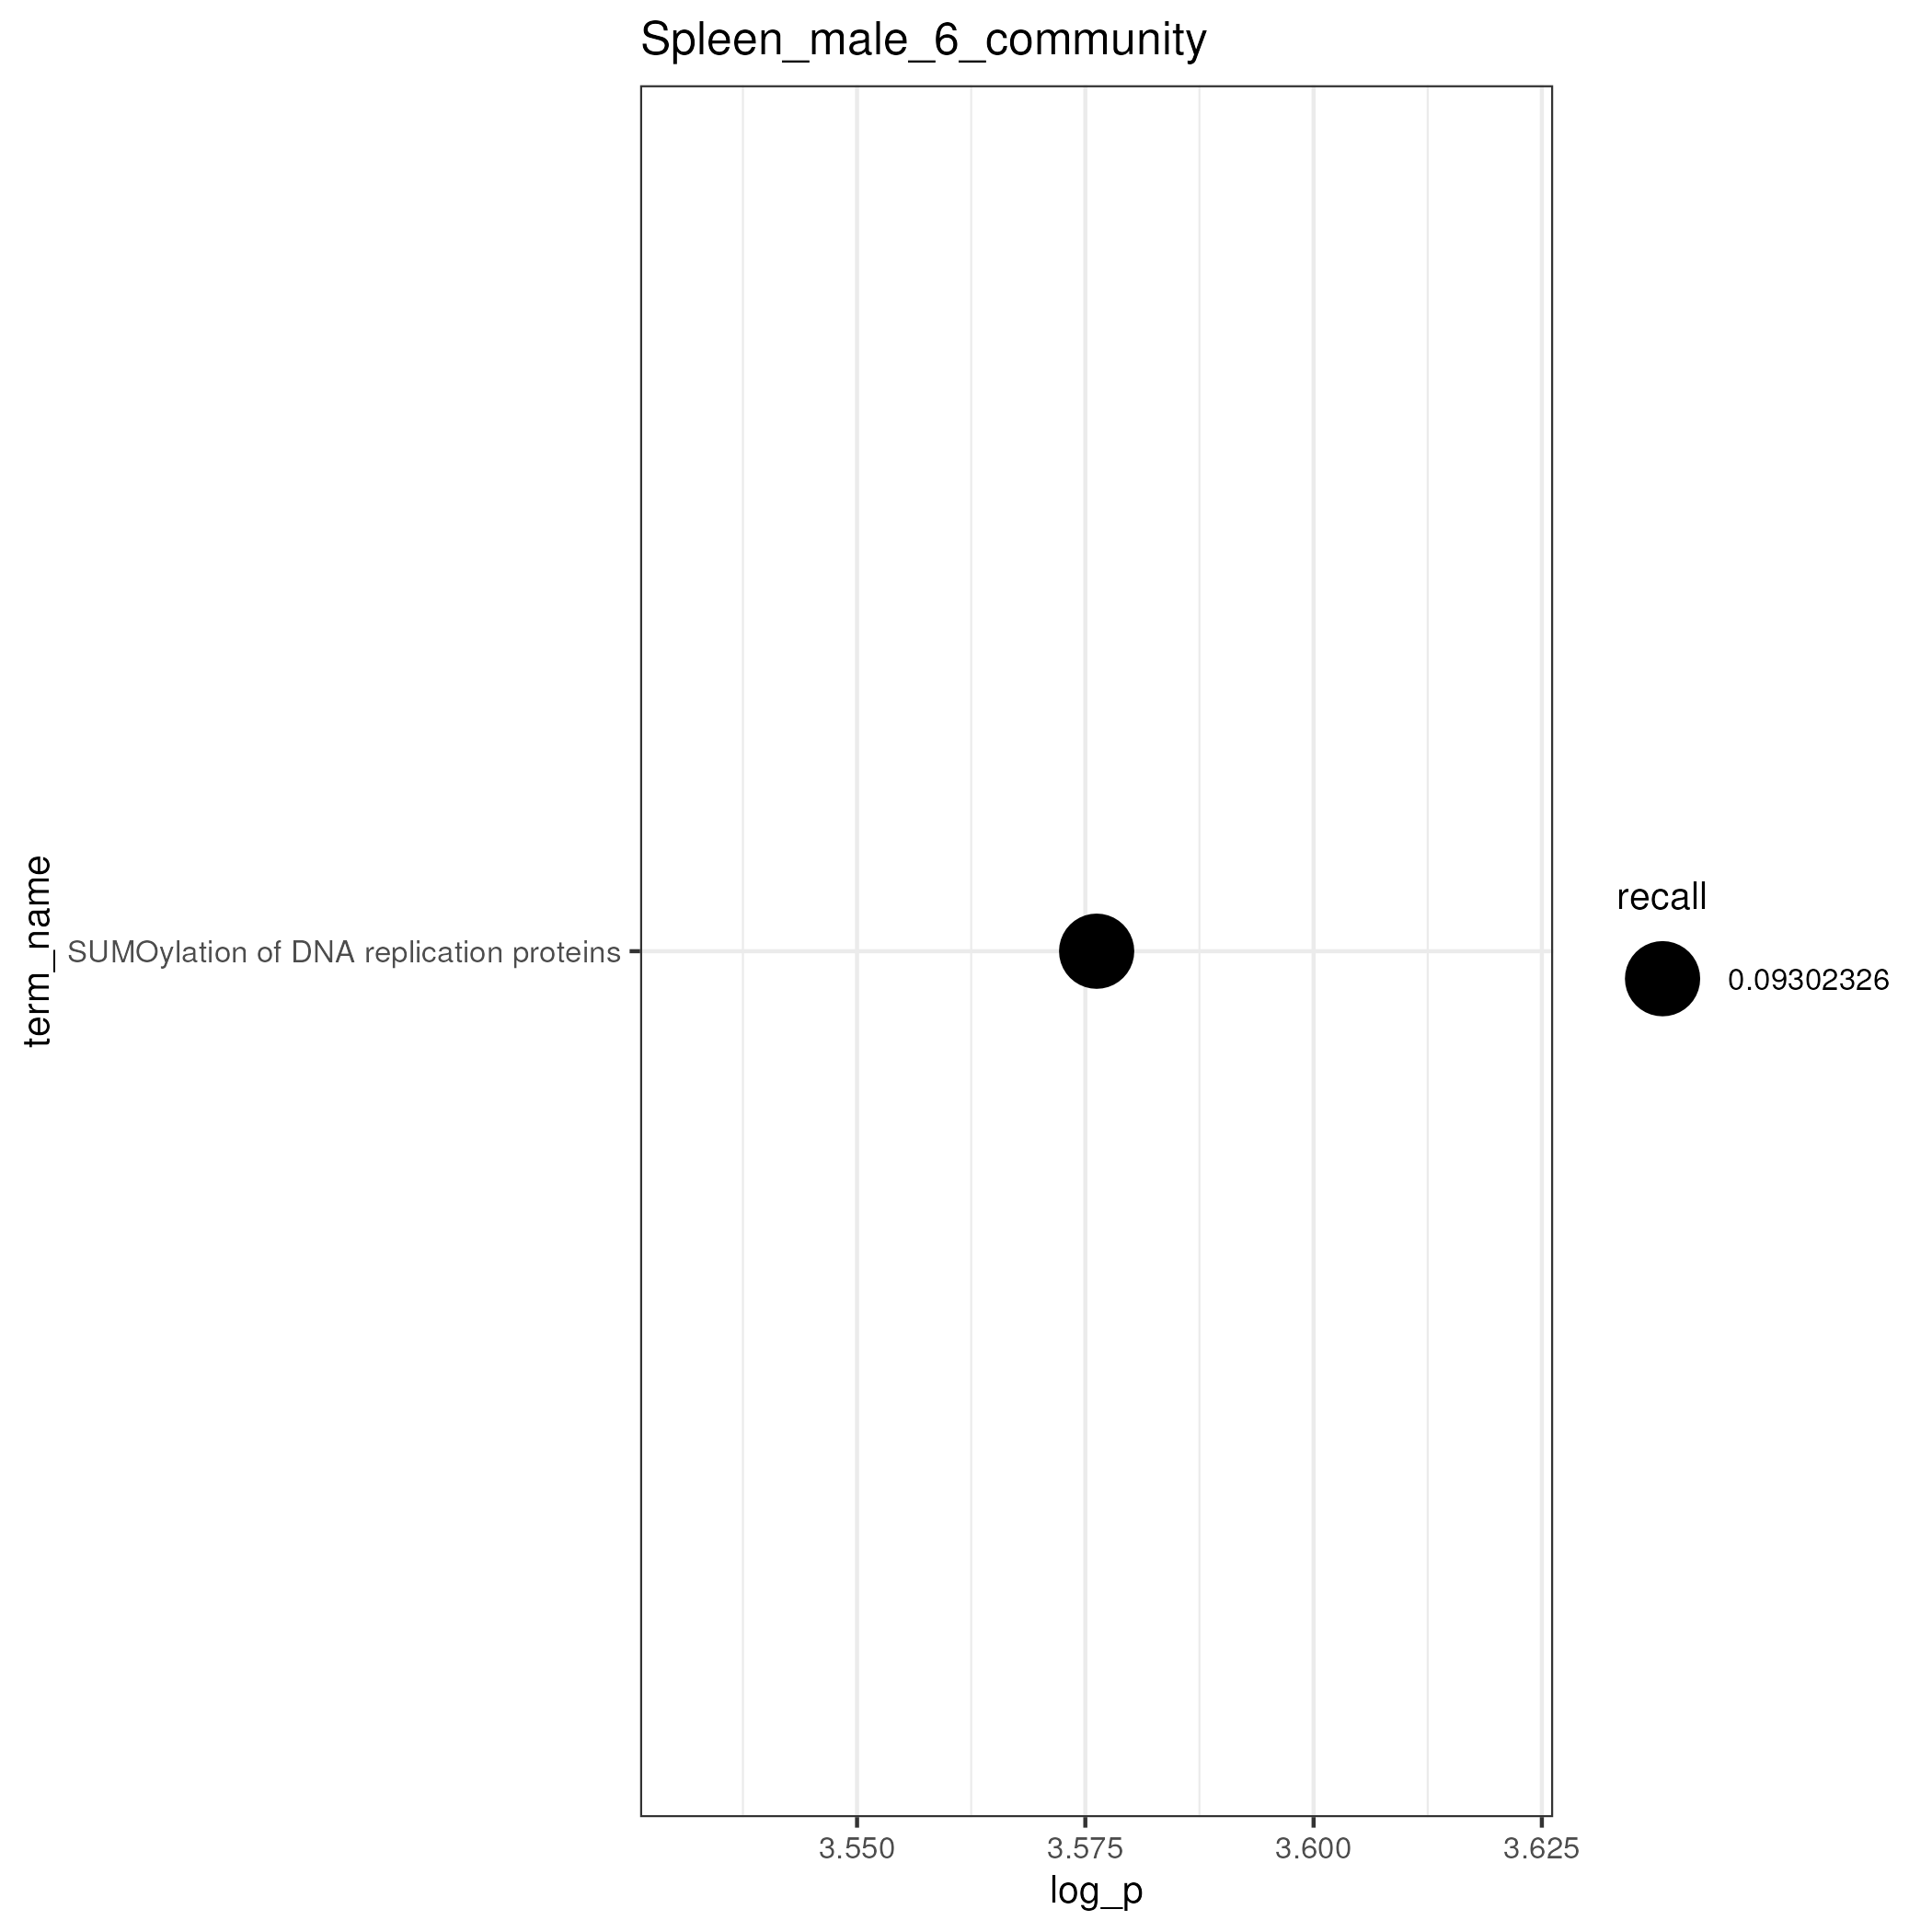 Spleen_male_6_community
term_name
SUMOylation of DNA replication proteins
recall
0.09302326
3.550
3.575
3.600
3.625
log_p